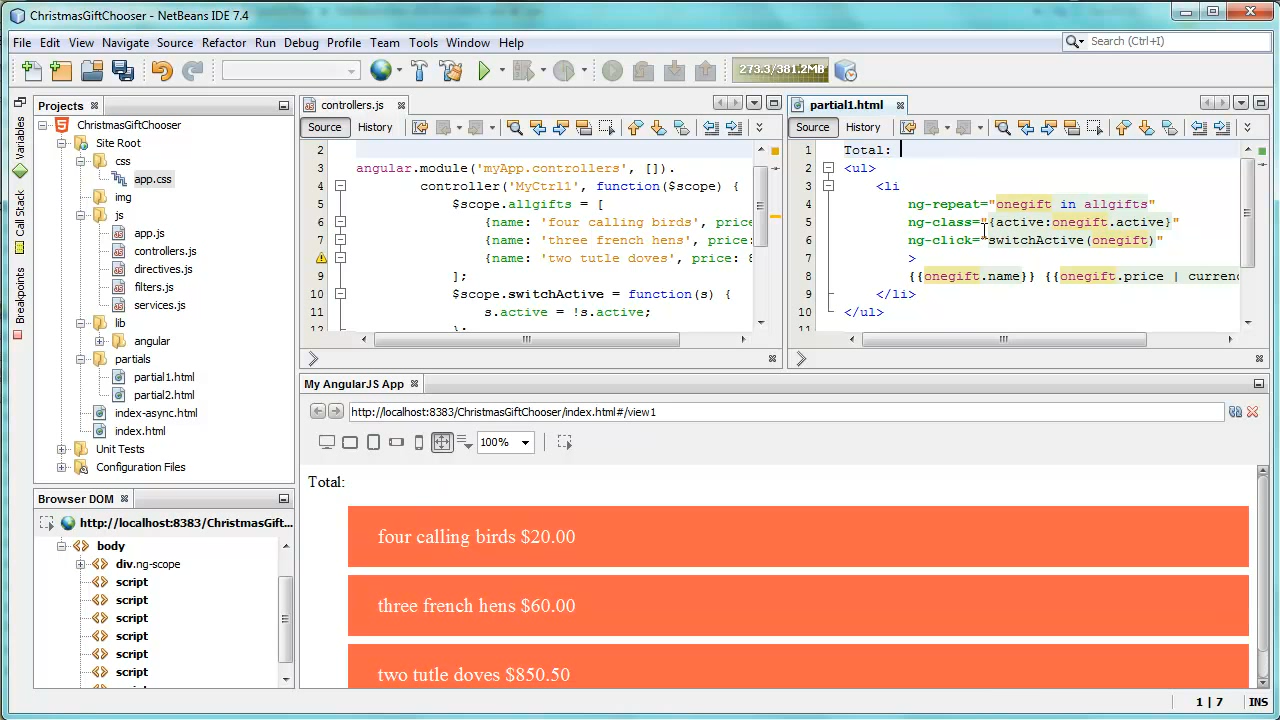 ChristmasGiftChooser - NetBeans IDE 7.4
File Edit View Navigate Source Refactor Run Debug Profile Team Tools Window Help
Search (Ctrl+I)
273.3/381.2MB
Variables
Call Stack
Breakpoints
Projects
ChristmasGiftChooser
Site Root
css
app.css
img
js
app.js
controllers.js
directives.js
filters.js
services.js
lib
angular
partials
partial1.html
partial2.html
index-async.html
index.html
Unit Tests
Configuration Files
Browser DOM
http://localhost:8383/ChristmasGift...
body
div.ng-scope
script
script
script
script
script
script
controllers.js
Source History
2
3 angular.module('myApp.controllers', []).
4 controller('MyCtrl1', function($scope) {
5 $scope.allgifts = [
6 {name: 'four calling birds', price
7 {name: 'three french hens', price:
{name: 'two tutle doves', price: 8
9 ];
10 $scope.switchActive = function(s) {
11 s.active = !s.active;
12 };
partial1.html
Source History
1 Total:
2 <ul>
3 <li
4 ng-repeat="onegift in allgifts"
5 ng-class="{active:onegift.active}"
6 ng-click="switchActive(onegift)"
7 >
8 {{onegift.name}} {{onegift.price | curren
9 </li>
10 </ul>
11
My AngularJS App
http://localhost:8383/ChristmasGiftChooser/index.html#/view1
100%
Total:
four calling birds $20.00
three french hens $60.00
two tutle doves $850.50
1 | 7 INS